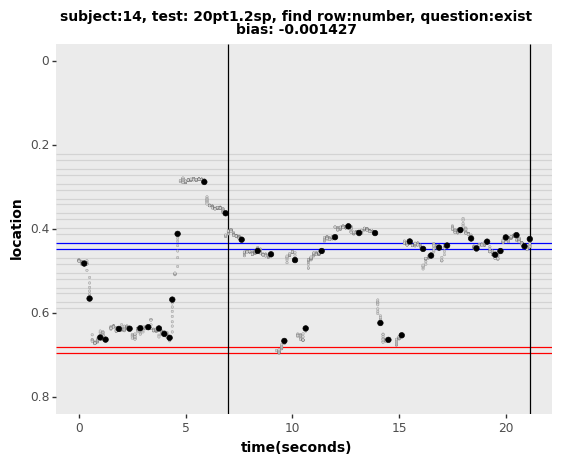 subject:14, test: 20pt1.2sp, find row:number, question:exist
bias: -0.001427
0
0.2
0.4
0.6
0.8
location
0
5
10
15
20
time(seconds)